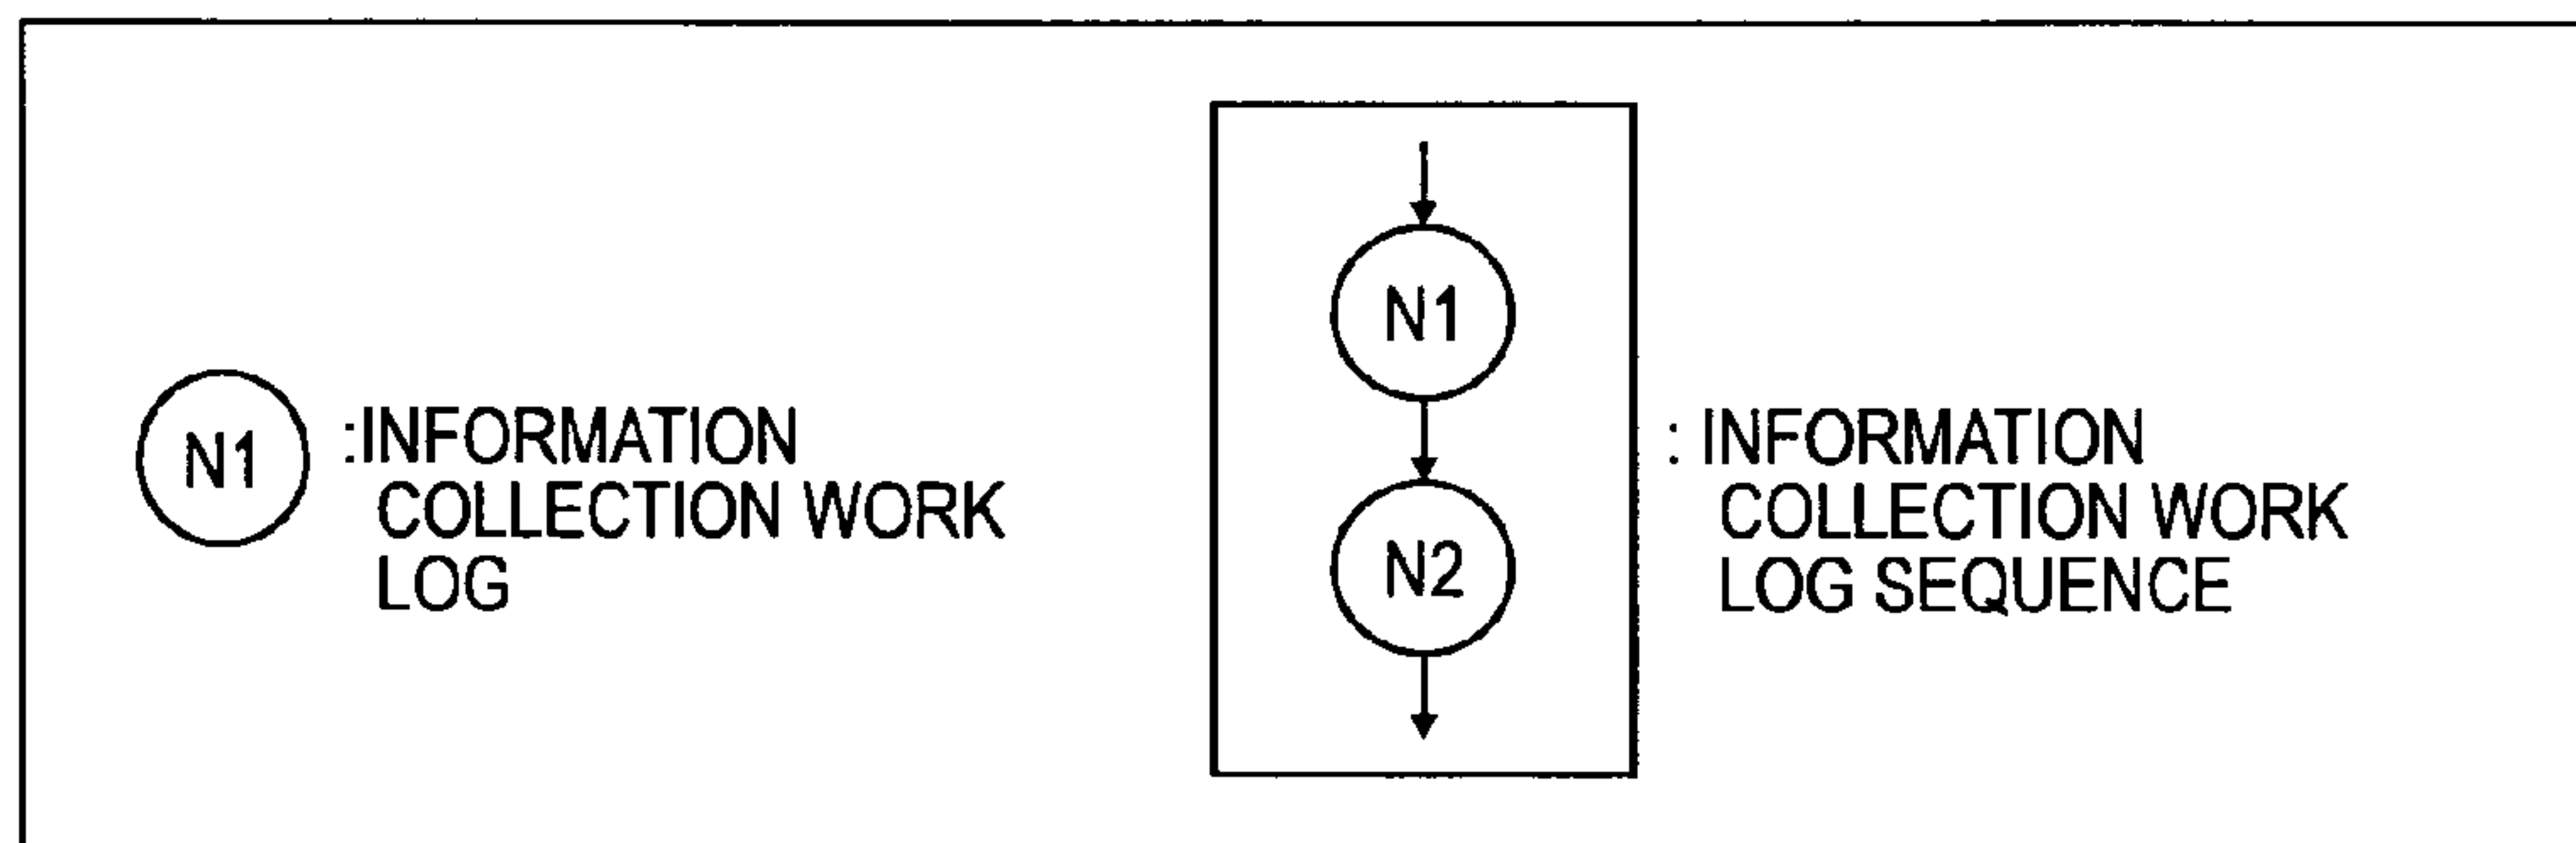 N1
:INFORMATION
COLLECTION WORK
LOG
N1
N2
: INFORMATION
COLLECTION WORK
LOG SEQUENCE